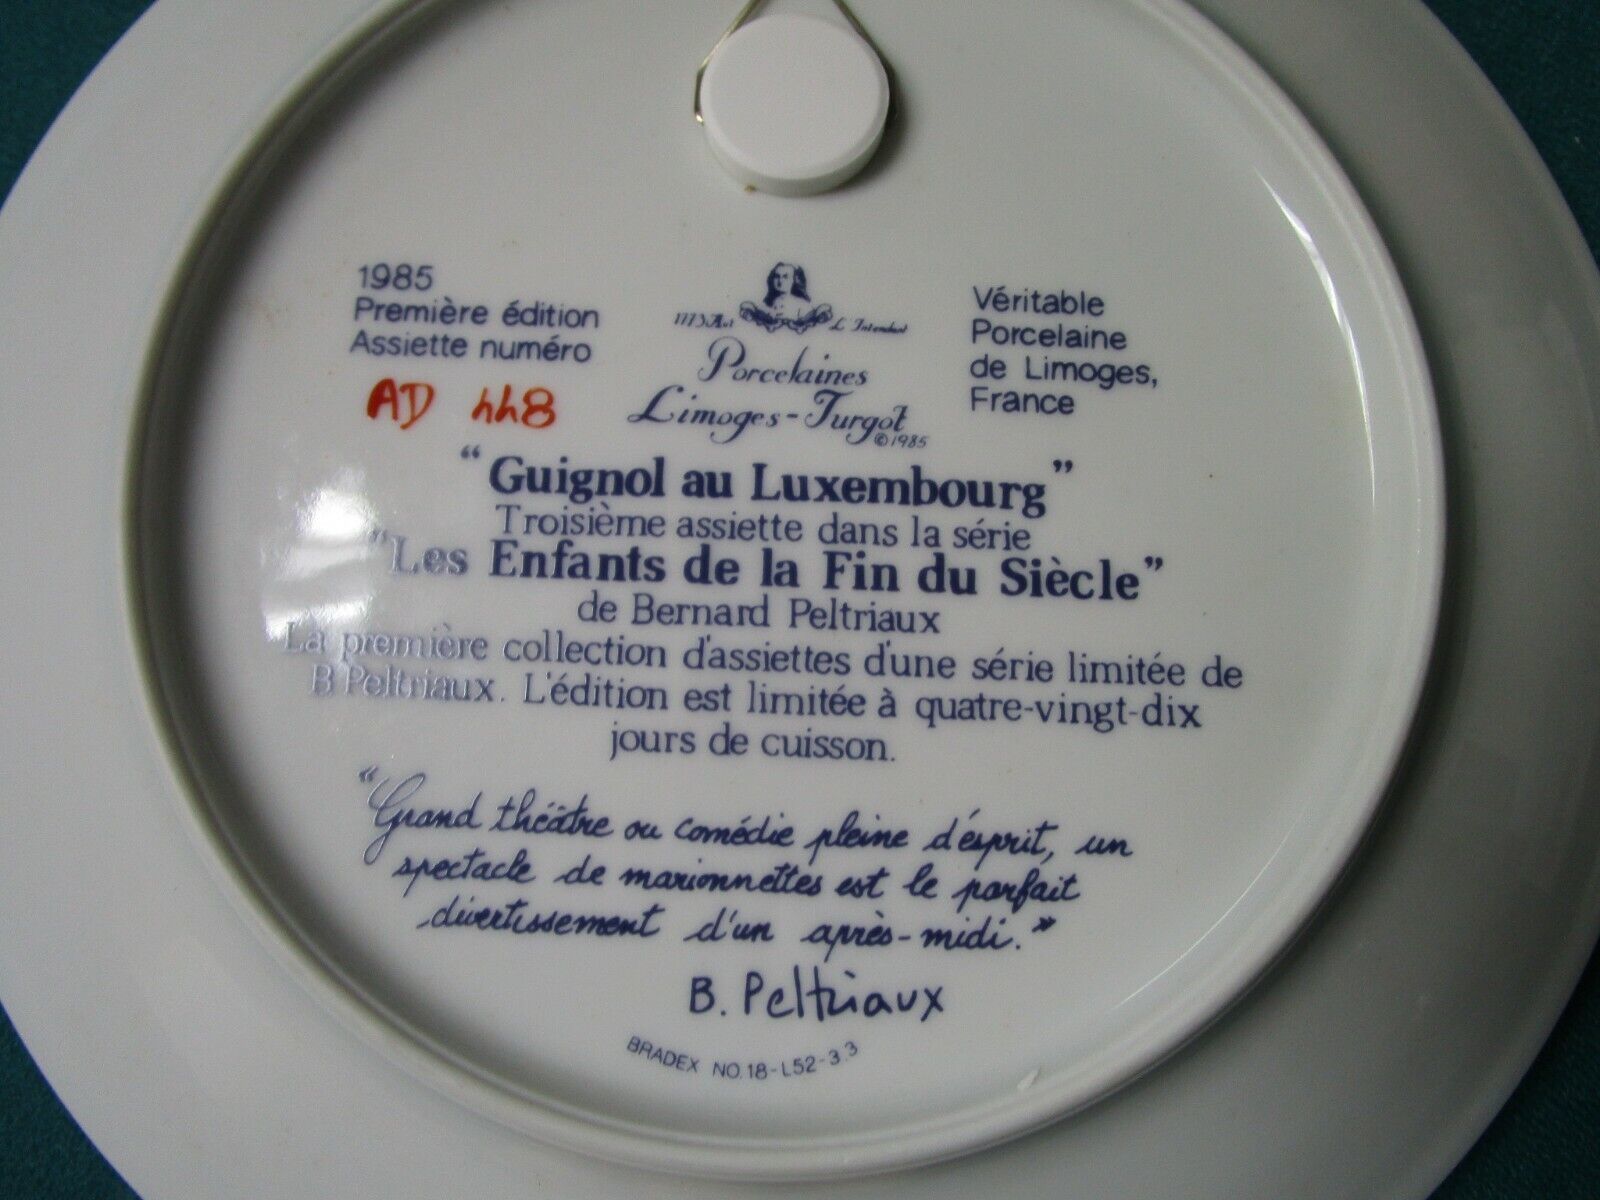 1985
Première édition
Assiette numéro
AD 448
L'Intendant
Porcelaines
Limoges-Turgot
©1985
Véritable
Porcelaine
de Limoges,
France
“Guignol au Luxembourg”
Troisième assiette dans la série
“Les Enfants de la Fin du Siècle”
de Bernard Peltriaux
La première collection d'assiettes d'une série limitée de
B. Peltriaux. L'édition est limitée à quatre-vingt-dix
jours de cuisson.
“Grand théâtre ou comédie pleine d'ésprit, un
spectacle de marionnettes est le parfait
divertissement d'un après-midi.”
B. Peltriaux
BRADEX NO. 18-L52-3.3